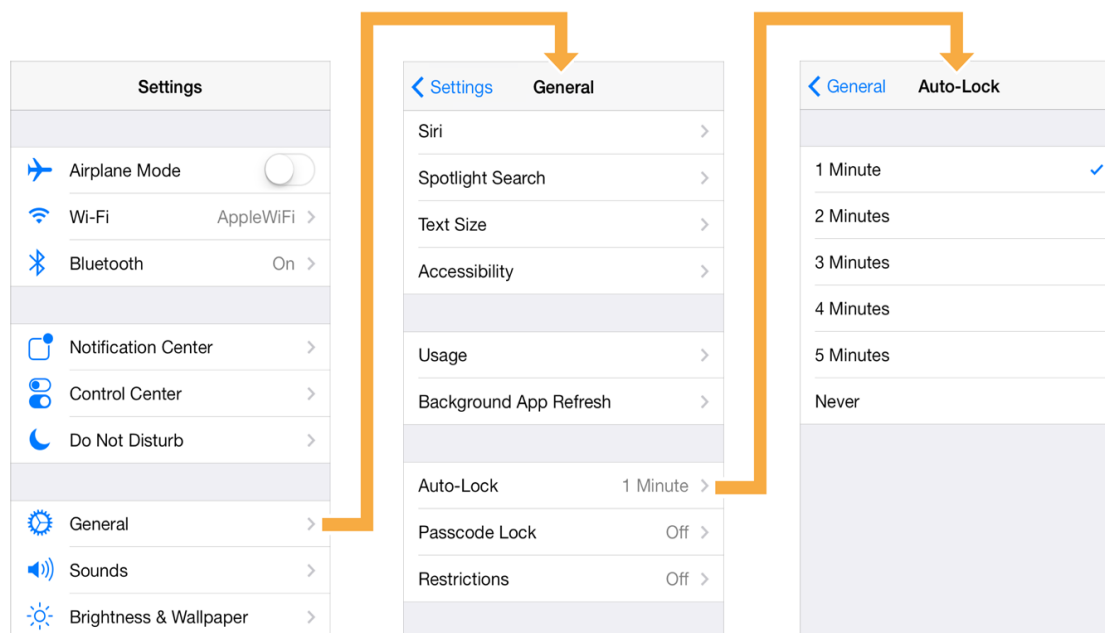 Settings
Airplane Mode
Wi-Fi AppleWiFi
Bluetooth On
Notification Center
Control Center
Do Not Disturb
General
Sounds
Brightness & Wallpaper
Settings General
Siri
Spotlight Search
Text Size
Accessibility
Usage
Background App Refresh
Auto-Lock 1 Minute
Passcode Lock Off
Restrictions Off
General Auto-Lock
1 Minute
2 Minutes
3 Minutes
4 Minutes
5 Minutes
Never